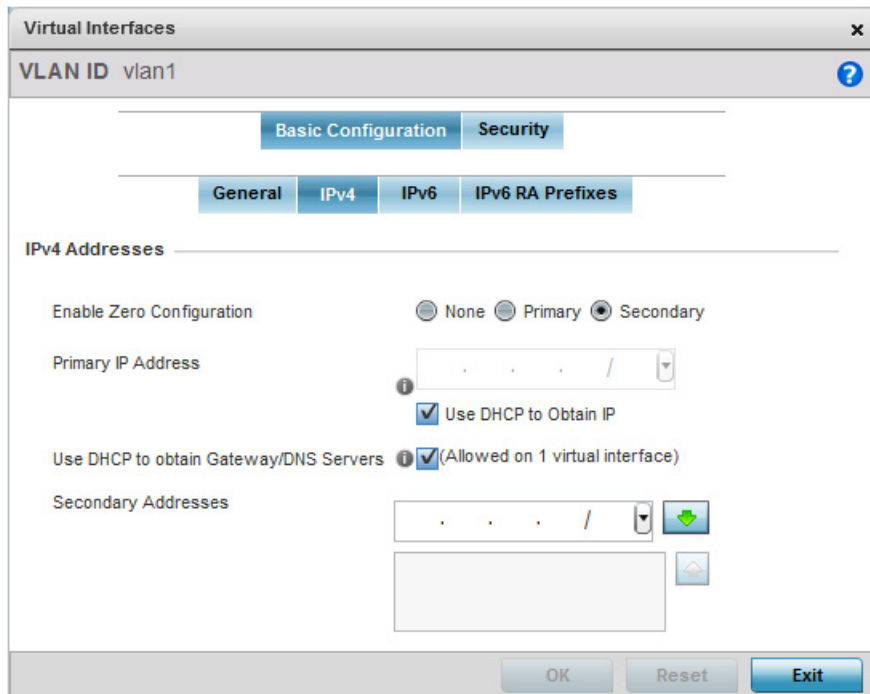 Virtual Interfaces ×
VLAN ID vlan1 ?
Basic Configuration Security
General IPv4 IPv6 IPv6 RA Prefixes
IPv4 Addresses
Enable Zero Configuration None Primary Secondary
Primary IP Address . . . /
i
Use DHCP to Obtain IP
Use DHCP to obtain Gateway/DNS Servers i (Allowed on 1 virtual interface)
Secondary Addresses
. . . /
OK Reset Exit